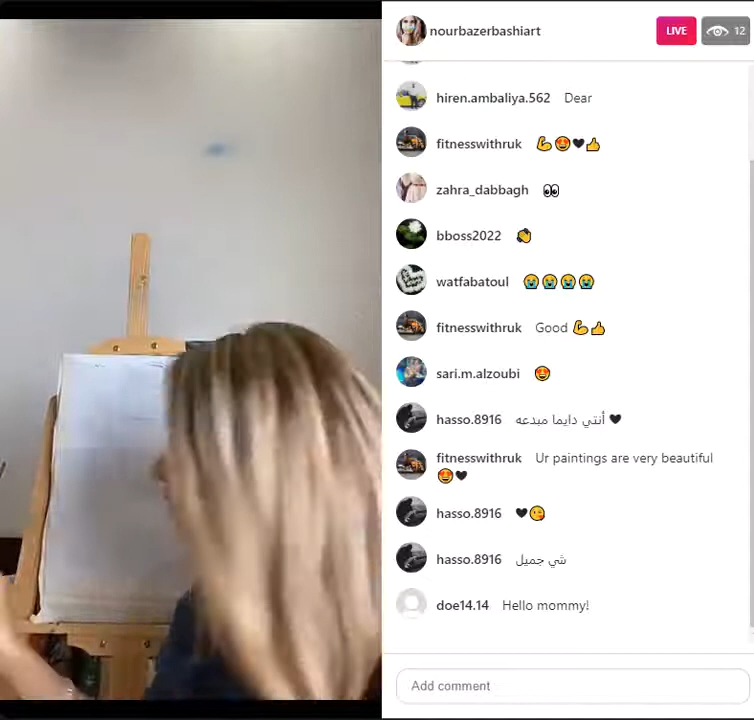 nourbazerbashiart LIVE 12
hiren.ambaliya.562 Dear
fitnesswithruk 💪😍🖤👍
zahra_dabbagh 👀
bboss2022 👏
watfabatoul 😭😭😭😭
fitnesswithruk Good 💪👍
sari.m.alzoubi 😍
hasso.8916 أنتي دايما مبدعه 🖤
fitnesswithruk Ur paintings are very beautiful
😍🖤
hasso.8916 🖤😘
hasso.8916 شي جميل
doe14.14 Hello mommy!
Add comment